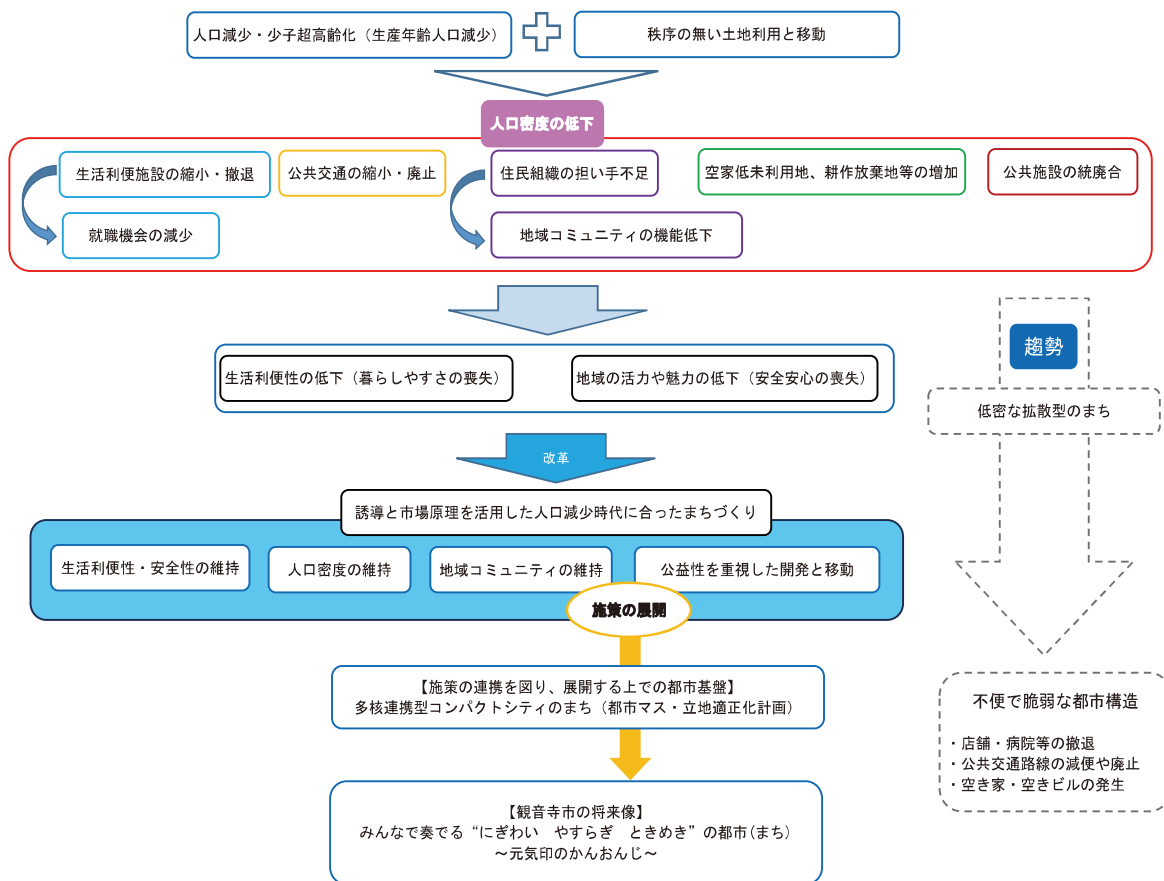 人口減少・少子超高齢化（生産年齢人口減少）
秩序の無い土地利用と移動
人口密度の低下
生活利便施設の縮小・撤退
公共交通の縮小・廃止
住民組織の担い手不足
空家低未利用地、耕作放棄地等の増加
公共施設の統廃合
就職機会の減少
地域コミュニティの機能低下
生活利便性の低下（暮らしやすさの喪失）
地域の活力や魅力の低下（安全安心の喪失）
改革
誘導と市場原理を活用した人口減少時代に合ったまちづくり
生活利便性・安全性の維持
人口密度の維持
地域コミュニティの維持
公益性を重視した開発と移動
施策の展開
【施策の連携を図り、展開する上での都市基盤】
多核連携型コンパクトシティのまち（都市マス・立地適正化計画）
【観音寺市の将来像】
みんなで奏でる“にぎわい　やすらぎ　ときめき”の都市(まち)
～元気印のかんおんじ～
趨勢
低密な拡散型のまち
不便で脆弱な都市構造
・店舗・病院等の撤退
・公共交通路線の減便や廃止
・空き家・空きビルの発生